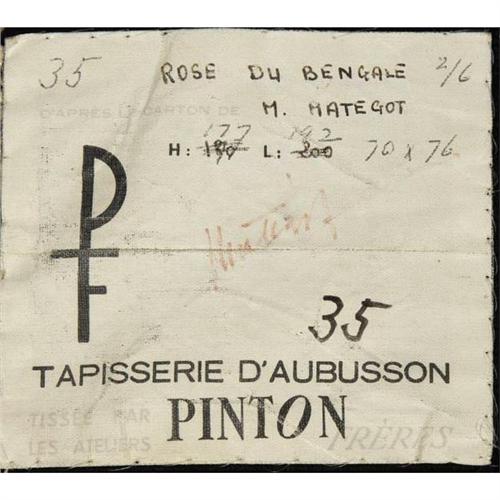 35 ROSE DU BENGALE 2/6
D'APRÈS LE CARTON DE
M. MATEGOT
177 192
H: 190 L: 200 70 x 76
PF
35
TAPISSERIE D'AUBUSSON
TISSÉE PAR
PINTON
LES ATELIERS FRÈRES